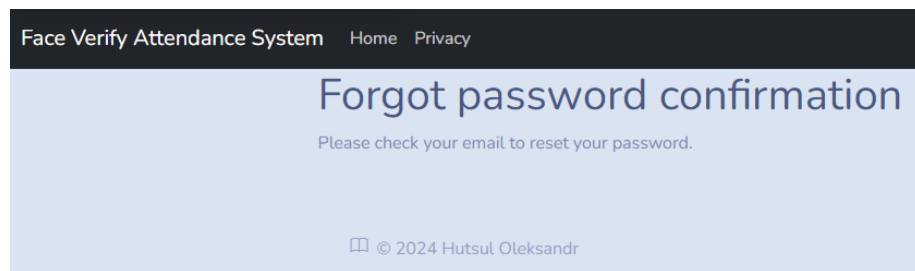 Face Verify Attendance System Home Privacy
Forgot password confirmation
Please check your email to reset your password.
© 2024 Hutsul Oleksandr